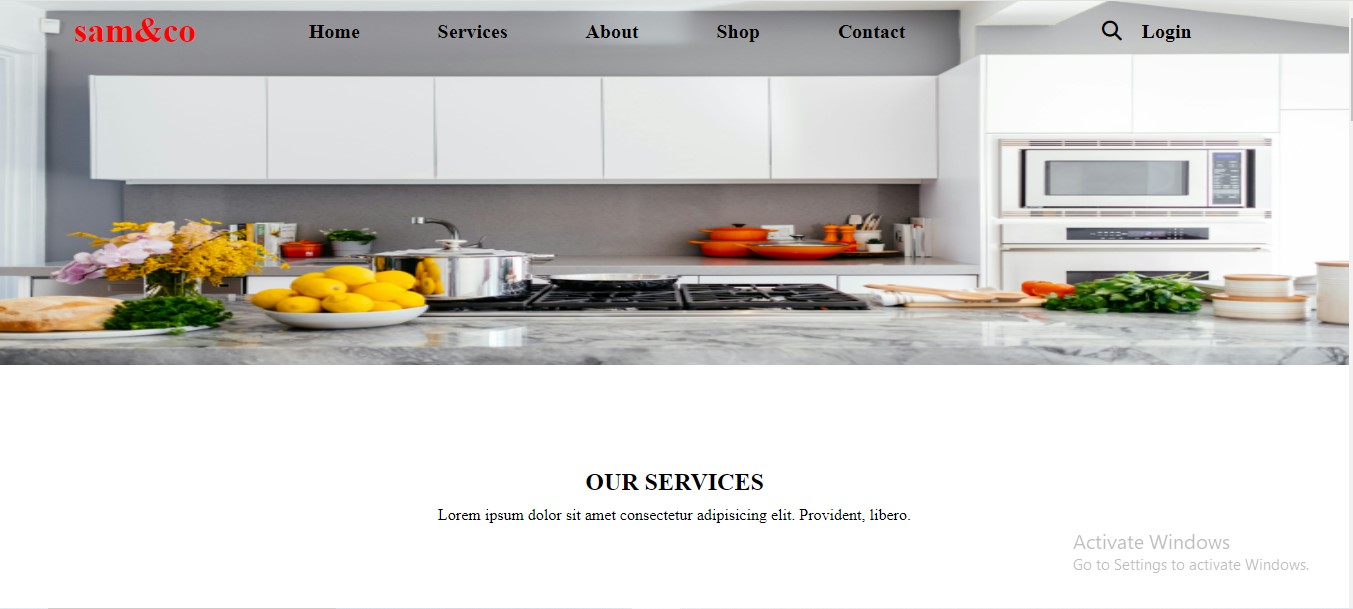 sam&co
Home
Services
About
Shop
Contact
Login
OUR SERVICES
Lorem ipsum dolor sit amet consectetur adipisicing elit. Provident, libero.
Activate Windows
Go to Settings to activate Windows.